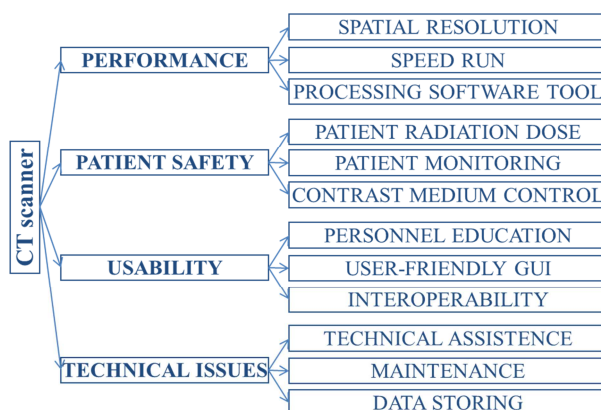 CT scanner
PERFORMANCE
SPATIAL RESOLUTION
SPEED RUN
PROCESSING SOFTWARE TOOL
PATIENT SAFETY
PATIENT RADIATION DOSE
PATIENT MONITORING
CONTRAST MEDIUM CONTROL
USABILITY
PERSONNEL EDUCATION
USER-FRIENDLY GUI
INTEROPERABILITY
TECHNICAL ISSUES
TECHNICAL ASSISTENCE
MAINTENANCE
DATA STORING